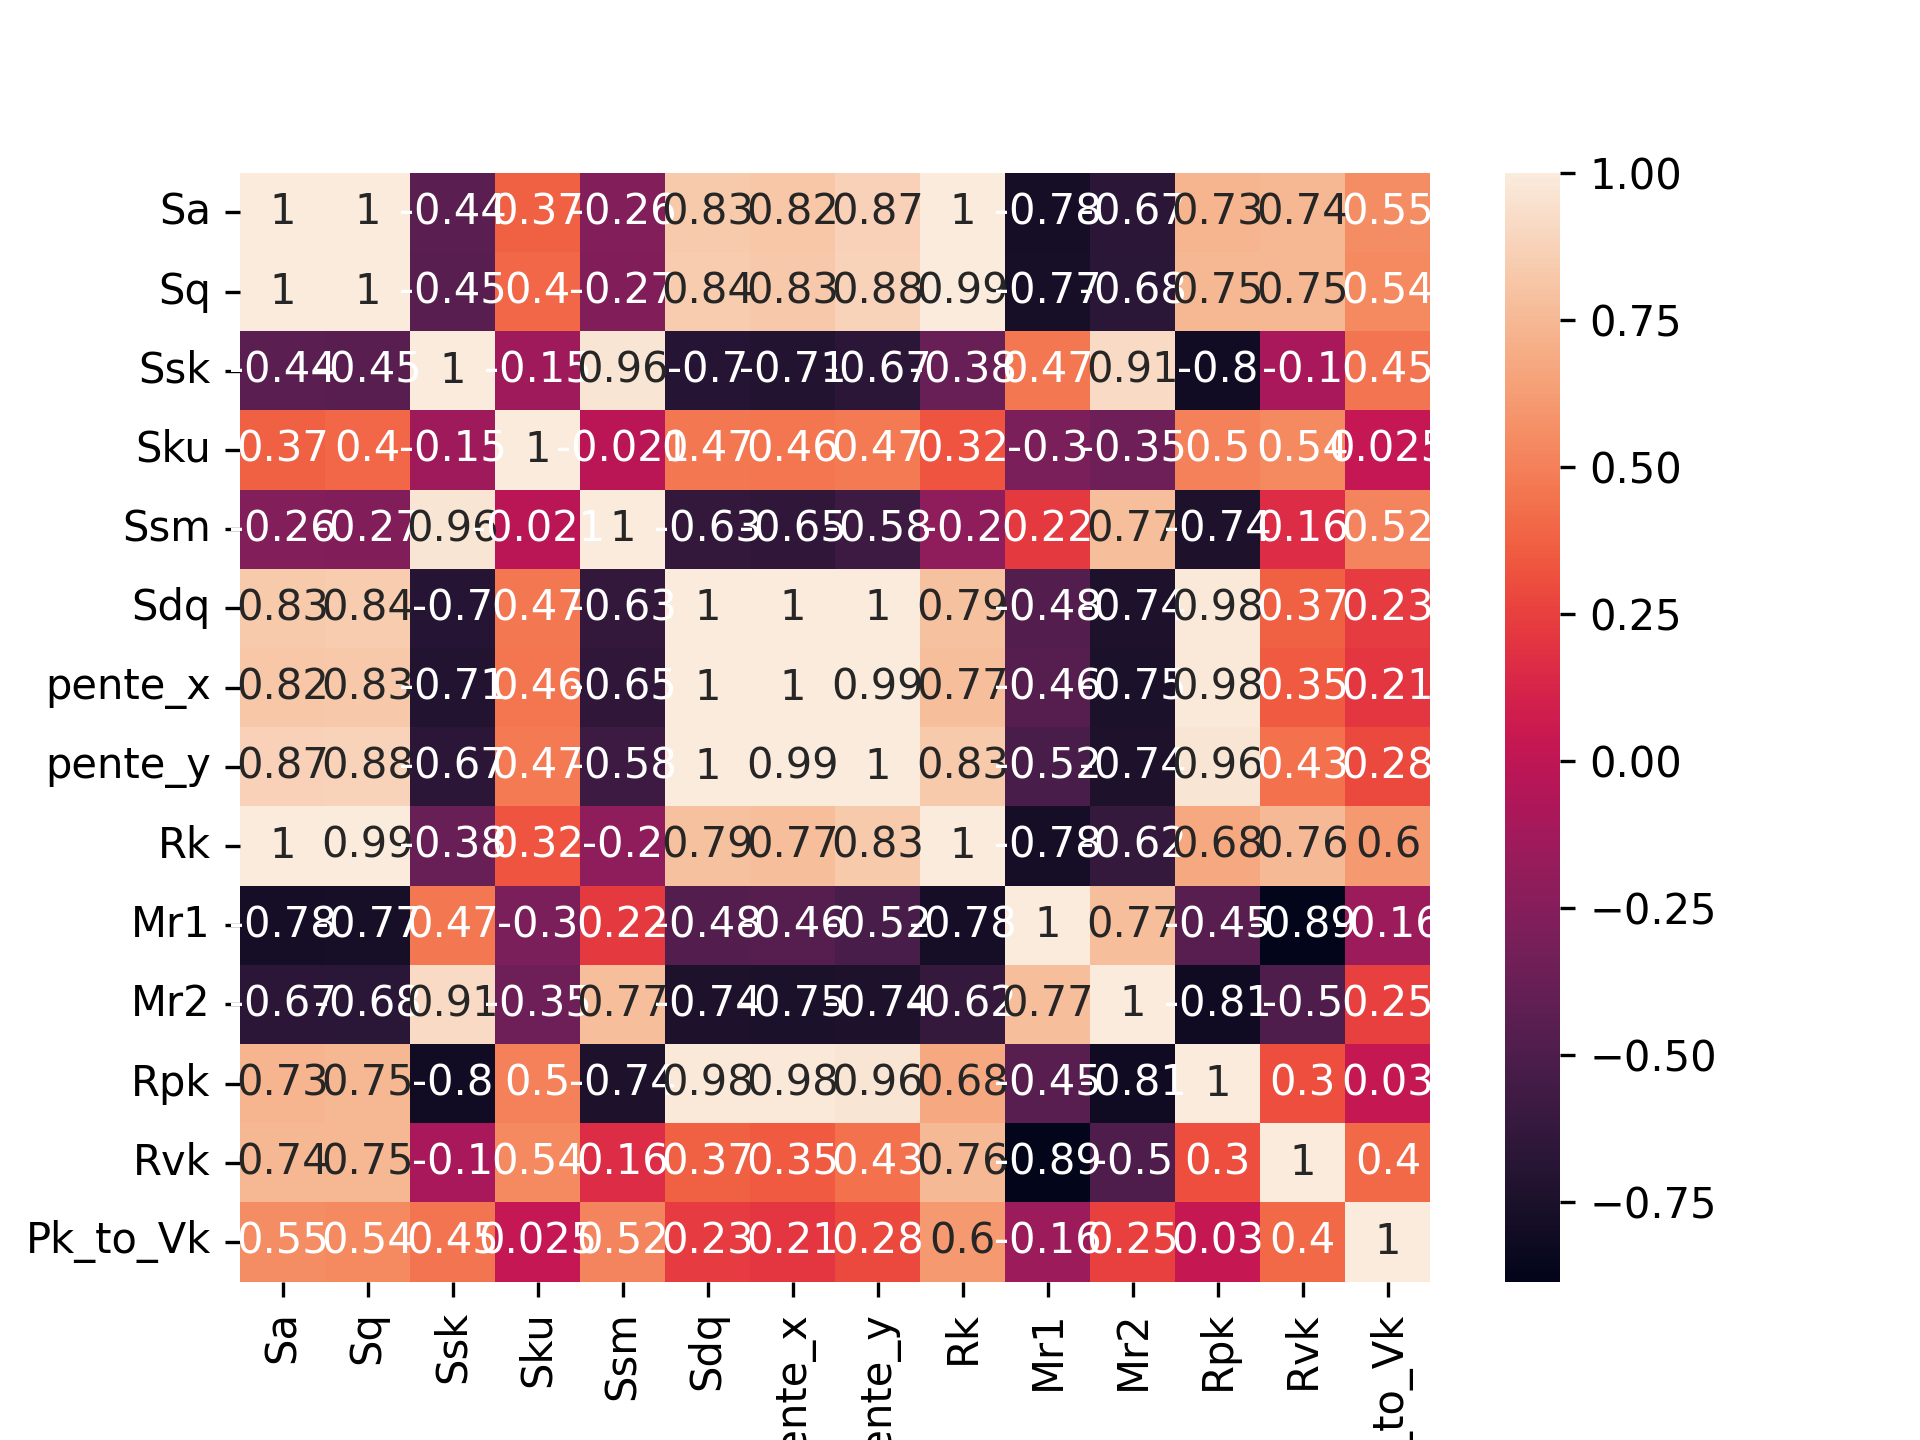 Sa 1 1 -0.44 0.37 -0.26 0.83 0.82 0.87 1 -0.78 -0.67 0.73 0.74 0.55
Sq 1 1 -0.45 0.4 -0.27 0.84 0.83 0.88 0.99 -0.77 -0.68 0.75 0.75 0.54
Ssk -0.44 -0.45 1 -0.15 0.96 -0.7 -0.71 -0.67 -0.38 0.47 0.91 -0.8 -0.1 0.45
Sku 0.37 0.4 -0.15 1 -0.021 0.47 0.46 0.47 0.32 -0.3 -0.35 0.5 0.54 0.025
Ssm -0.26 -0.27 0.96 -0.021 1 -0.63 -0.65 -0.58 -0.2 0.22 0.77 -0.74 0.16 0.52
Sdq 0.83 0.84 -0.7 0.47 -0.63 1 1 1 0.79 -0.48 -0.74 0.98 0.37 0.23
pente_x 0.82 0.83 -0.71 0.46 -0.65 1 1 0.99 0.77 -0.46 -0.75 0.98 0.35 0.21
pente_y 0.87 0.88 -0.67 0.47 -0.58 1 0.99 1 0.83 -0.52 -0.74 0.96 0.43 0.28
Rk 1 0.99 -0.38 0.32 -0.2 0.79 0.77 0.83 1 -0.78 -0.62 0.68 0.76 0.6
Mr1 -0.78 -0.77 0.47 -0.3 0.22 -0.48 -0.46 -0.52 -0.78 1 0.77 -0.45 -0.89 -0.16
Mr2 -0.67 -0.68 0.91 -0.35 0.77 -0.74 -0.75 -0.74 -0.62 0.77 1 -0.81 -0.5 0.25
Rpk 0.73 0.75 -0.8 0.5 -0.74 0.98 0.98 0.96 0.68 -0.45 -0.81 1 0.3 0.03
Rvk 0.74 0.75 -0.1 0.54 0.16 0.37 0.35 0.43 0.76 -0.89 -0.5 0.3 1 0.4
Pk_to_Vk 0.55 0.54 0.45 0.025 0.52 0.23 0.21 0.28 0.6 -0.16 0.25 0.03 0.4 1
Sa Sq Ssk Sku Ssm Sdq ente_x ente_y Rk Mr1 Mr2 Rpk Rvk _to_Vk
1.00
0.75
0.50
0.25
0.00
−0.25
−0.50
−0.75